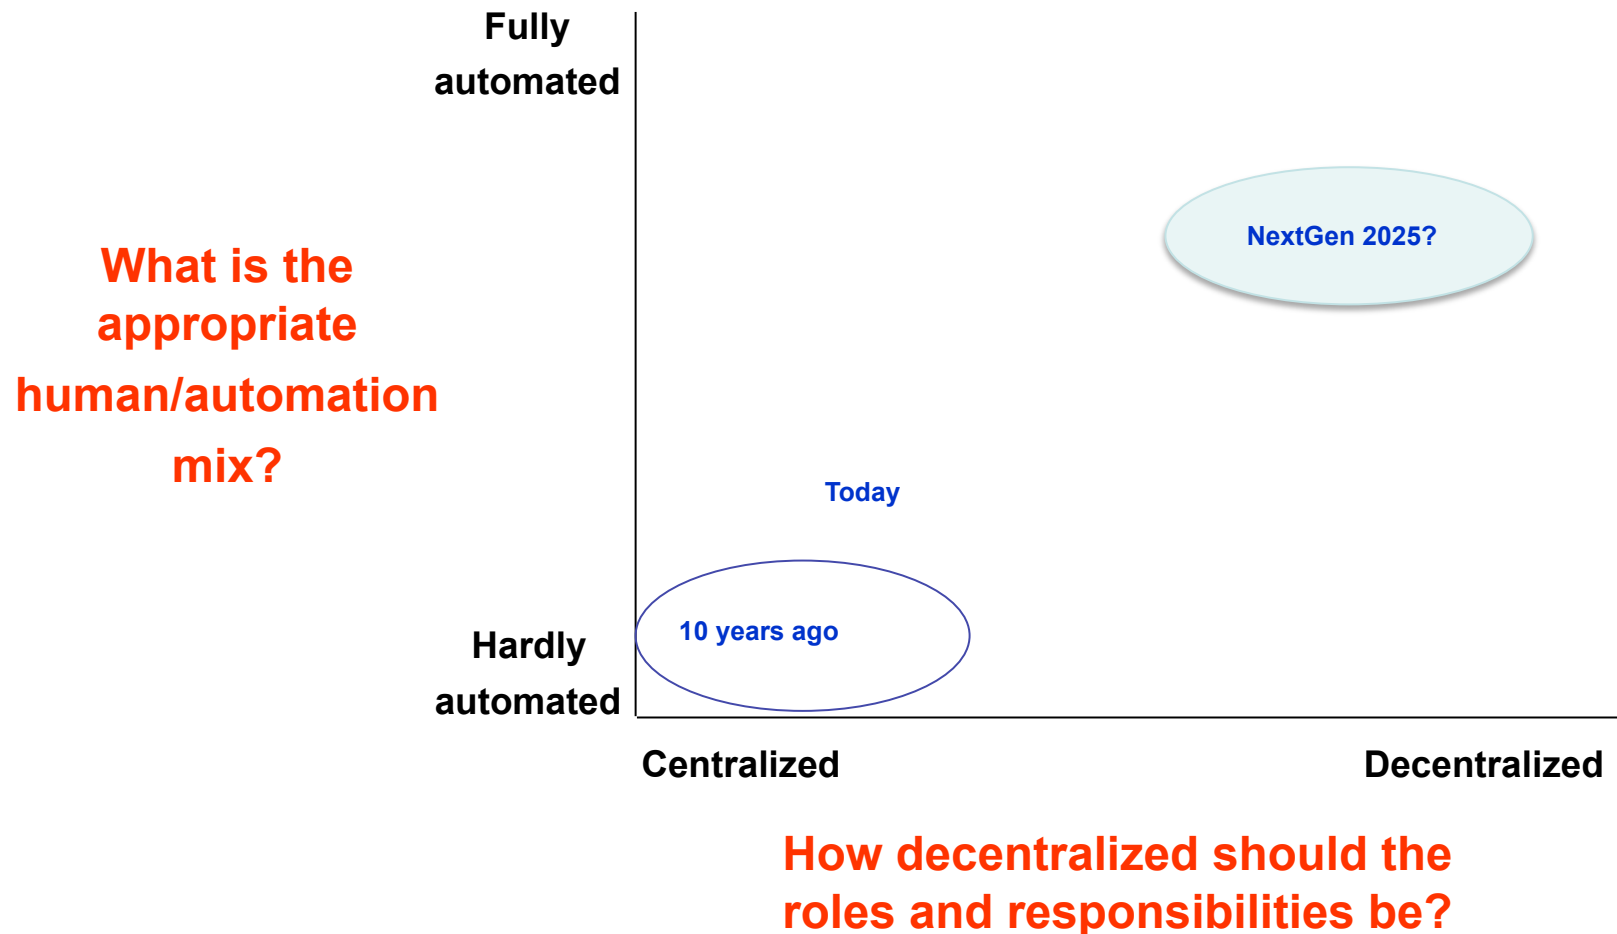 Fully
automated
What is the
appropriate
human/automation
mix?
NextGen 2025?
Today
10 years ago
Hardly
automated
Centralized
Decentralized
How decentralized should the
roles and responsibilities be?